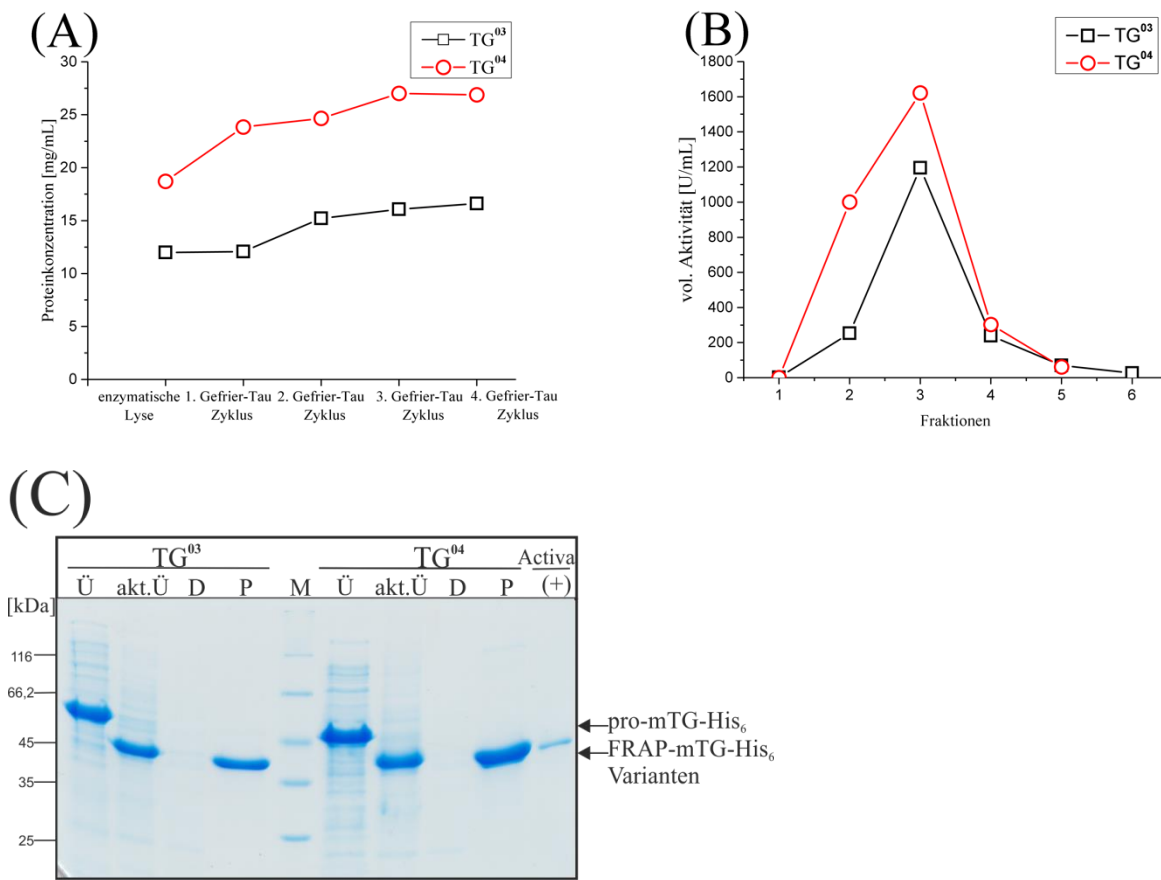 (A)
TG03
TG04
Proteinkonzentration [mg/mL]
30
25
20
15
10
5
0
enzymatische Lyse
1. Gefrier-Tau Zyklus
2. Gefrier-Tau Zyklus
3. Gefrier-Tau Zyklus
4. Gefrier-Tau Zyklus
(B)
TG03
TG04
vol. Aktivität [U/mL]
1800
1600
1400
1200
1000
800
600
400
200
0
1 2 3 4 5 6
Fraktionen
(C)
TG03 TG04 Activa
Ü akt.Ü D P M Ü akt.Ü D P (+)
[kDa]
116
66,2
45
35
25
pro-mTG-His6
FRAP-mTG-His6
Varianten